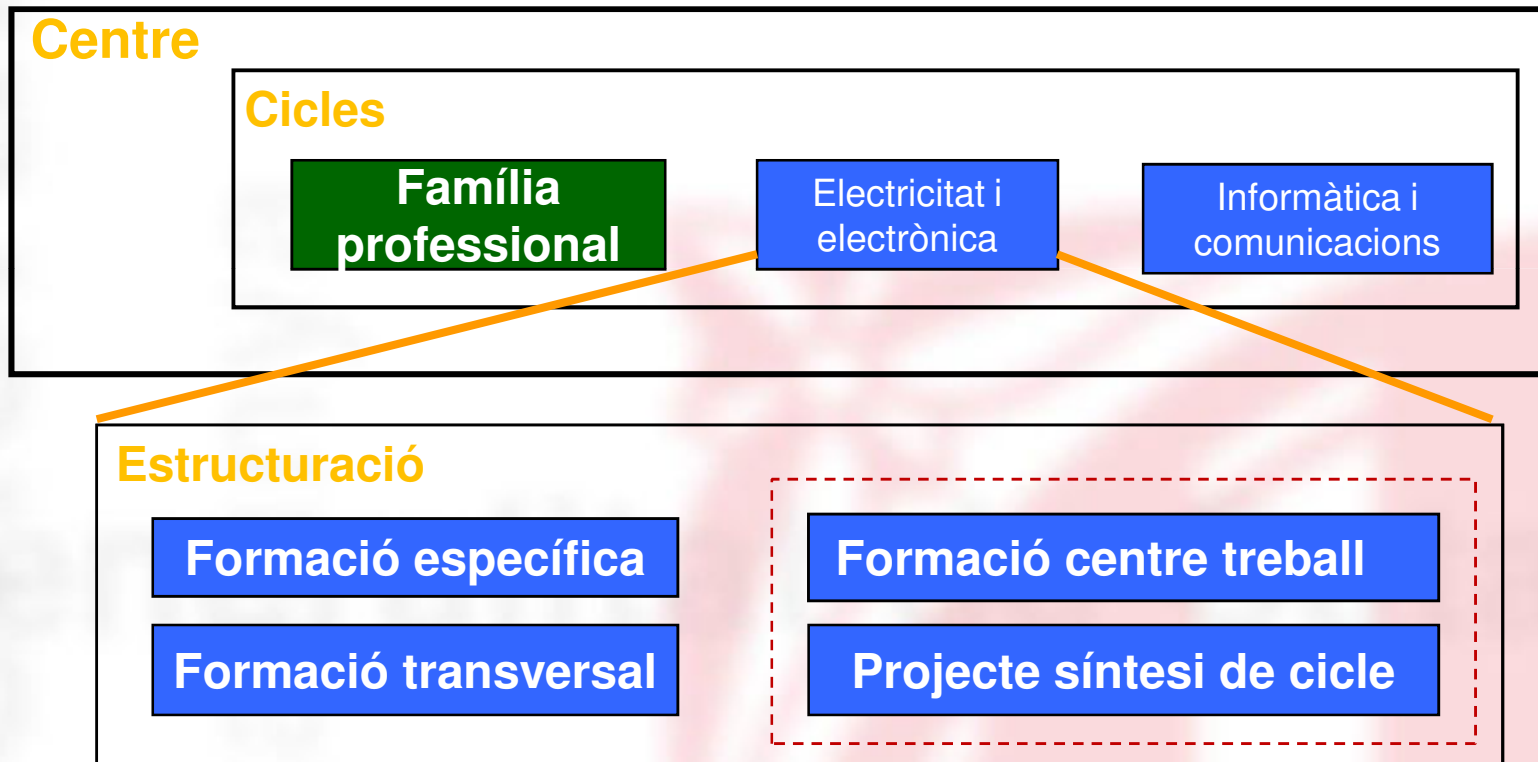 Centre
Cicles
Família
professional
Electricitat i
electrònica
Informàtica i
comunicacions
Estructuració
Formació específica
Formació centre treball
Formació transversal
Projecte síntesi de cicle